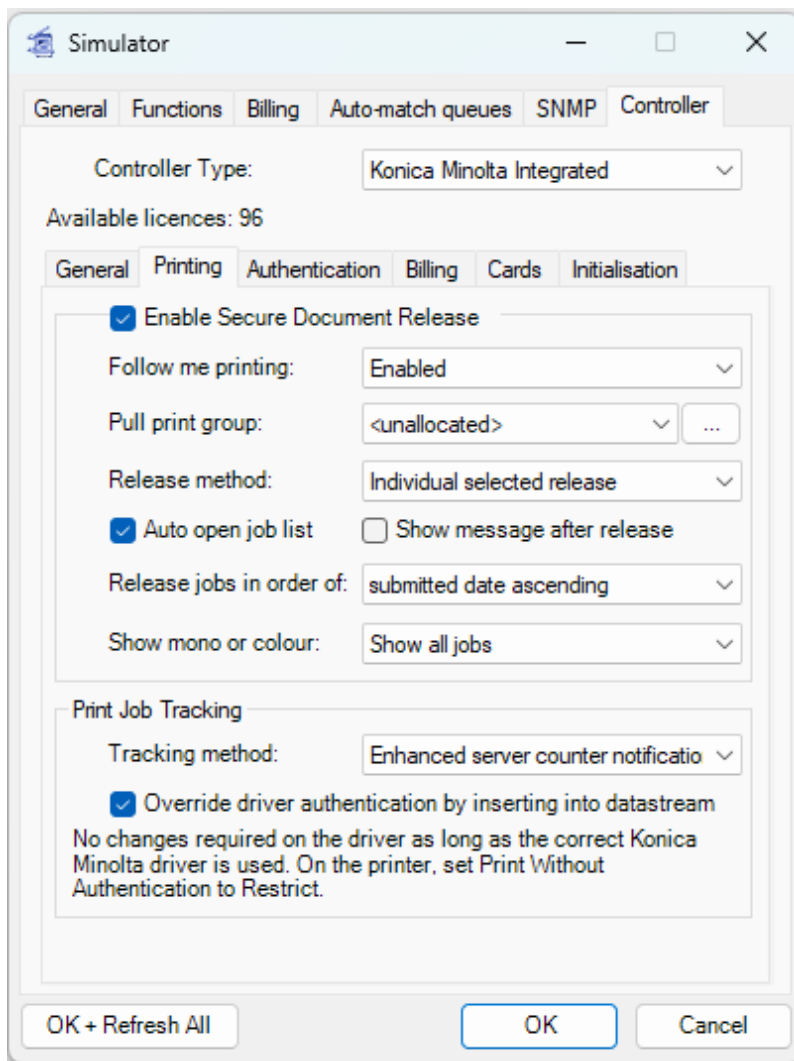 Simulator
General Functions Billing Auto-match queues SNMP Controller
Controller Type: Konica Minolta Integrated
Available licences: 96
General Printing Authentication Billing Cards Initialisation
Enable Secure Document Release
Follow me printing: Enabled
Pull print group: <unallocated> ...
Release method: Individual selected release
Auto open job list Show message after release
Release jobs in order of: submitted date ascending
Show mono or colour: Show all jobs
Print Job Tracking
Tracking method: Enhanced server counter notificatio
Override driver authentication by inserting into datastream
No changes required on the driver as long as the correct Konica
Minolta driver is used. On the printer, set Print Without
Authentication to Restrict.
OK + Refresh All OK Cancel